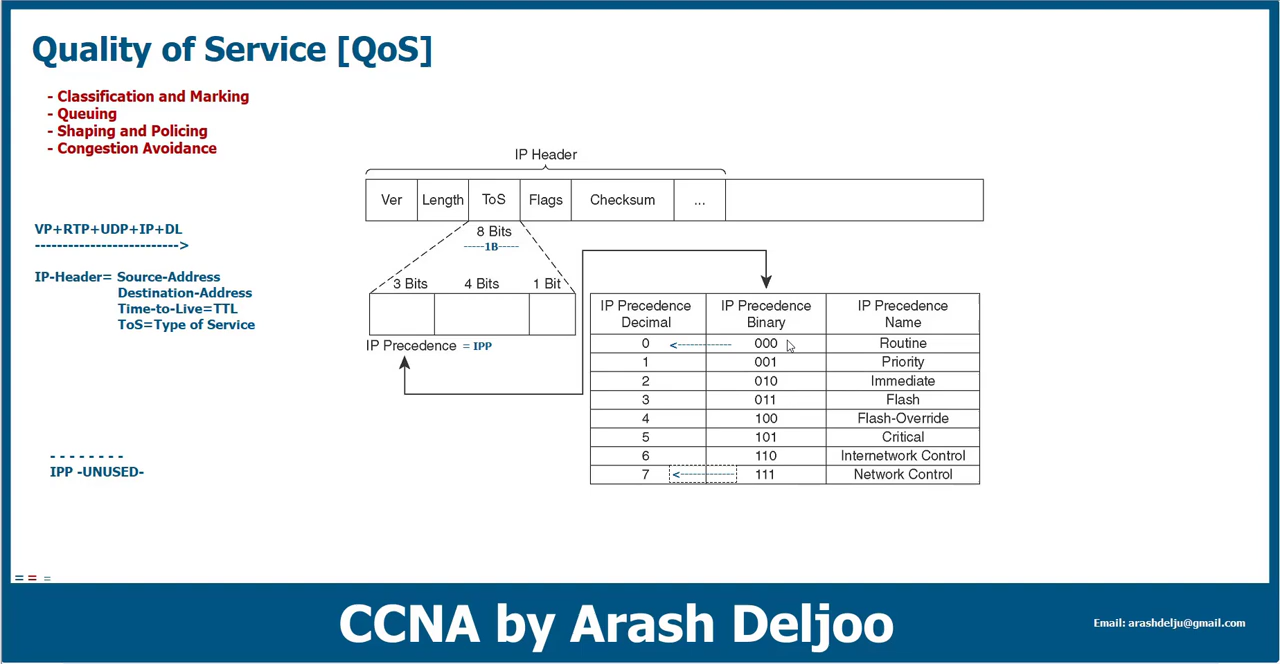 Quality of Service [QoS]
- Classification and Marking
- Queuing
- Shaping and Policing
- Congestion Avoidance
IP Header
Ver Length ToS Flags Checksum ...
8 Bits
-----1B-----
VP+RTP+UDP+IP+DL
-------------------------->
IP-Header= Source-Address
Destination-Address
Time-to-Live=TTL
ToS=Type of Service
3 Bits 4 Bits 1 Bit
IP Precedence = IPP
IP Precedence Decimal IP Precedence Binary IP Precedence Name
0 <----------- 000 Routine
1 001 Priority
2 010 Immediate
3 011 Flash
4 100 Flash-Override
5 101 Critical
6 110 Internetwork Control
7 <----------- 111 Network Control
- - - - - - - -
IPP -UNUSED-
= = =
CCNA by Arash Deljoo
Email: arashdelju@gmail.com